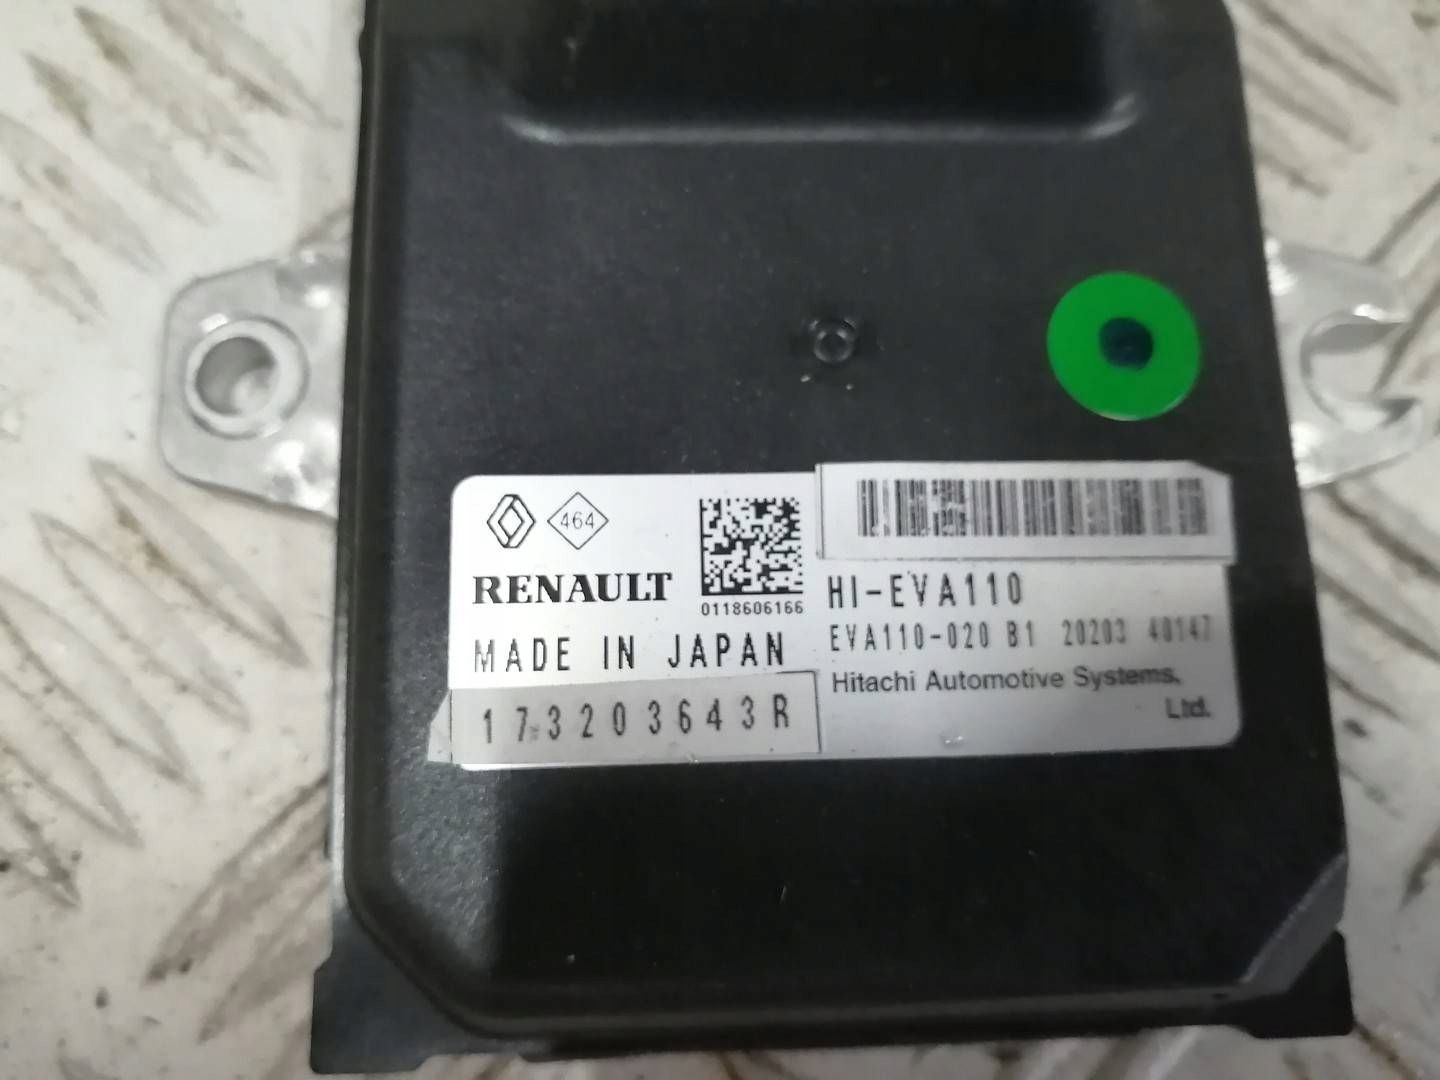 464
RENAULT
0118606166
MADE IN JAPAN
173203643R
HI-EVA110
EVA110-020 B1 20203 40147
Hitachi Automotive Systems,
Ltd.